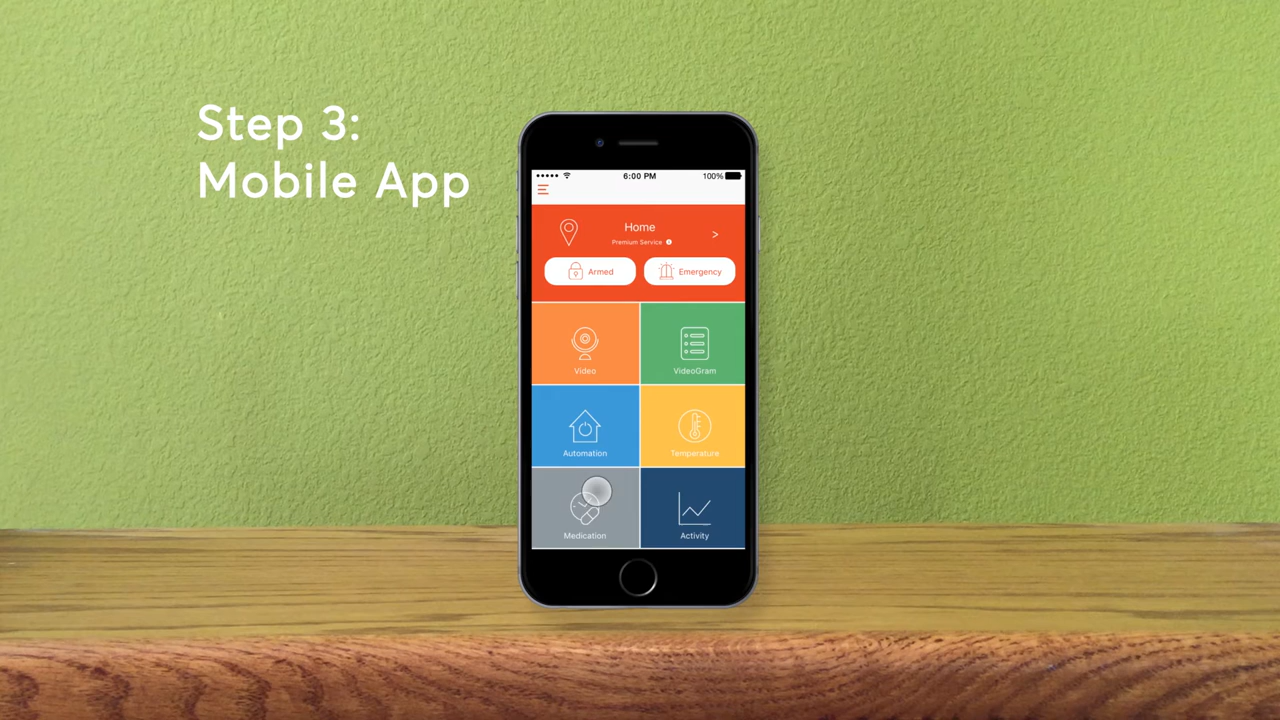 Step 3:
Mobile App
6:00 PM
100%
Home
Premium Service
Armed
Emergency
Video
VideoGram
Automation
Temperature
Medication
Activity